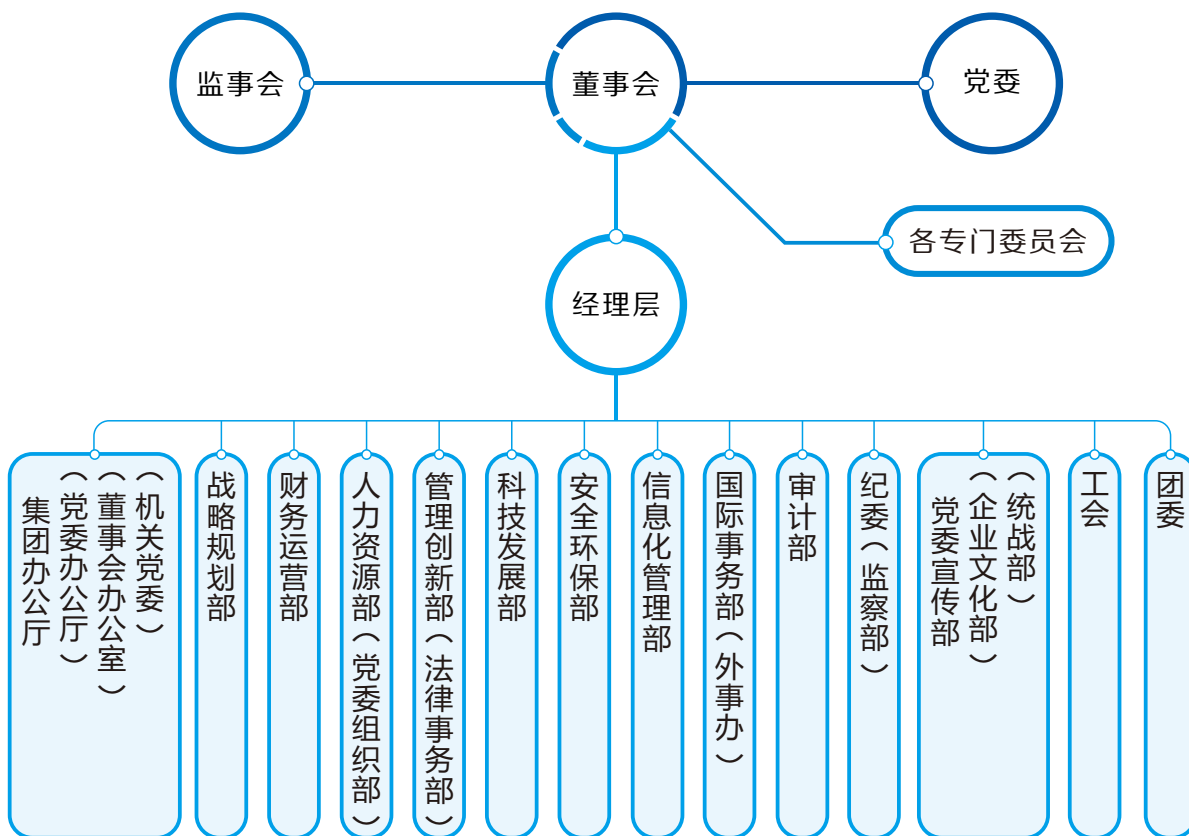 监事会
董事会
党委
各专门委员会
经理层
集团办公厅
（党委办公厅）
（董事会办公室）
（机关党委）
战略规划部
财务运营部
人力资源部（党委组织部）
管理创新部（法律事务部）
科技发展部
安全环保部
信息化管理部
国际事务部（外事办）
审计部
纪委（监察部）
党委宣传部
（企业文化部）
（统战部）
工会
团委